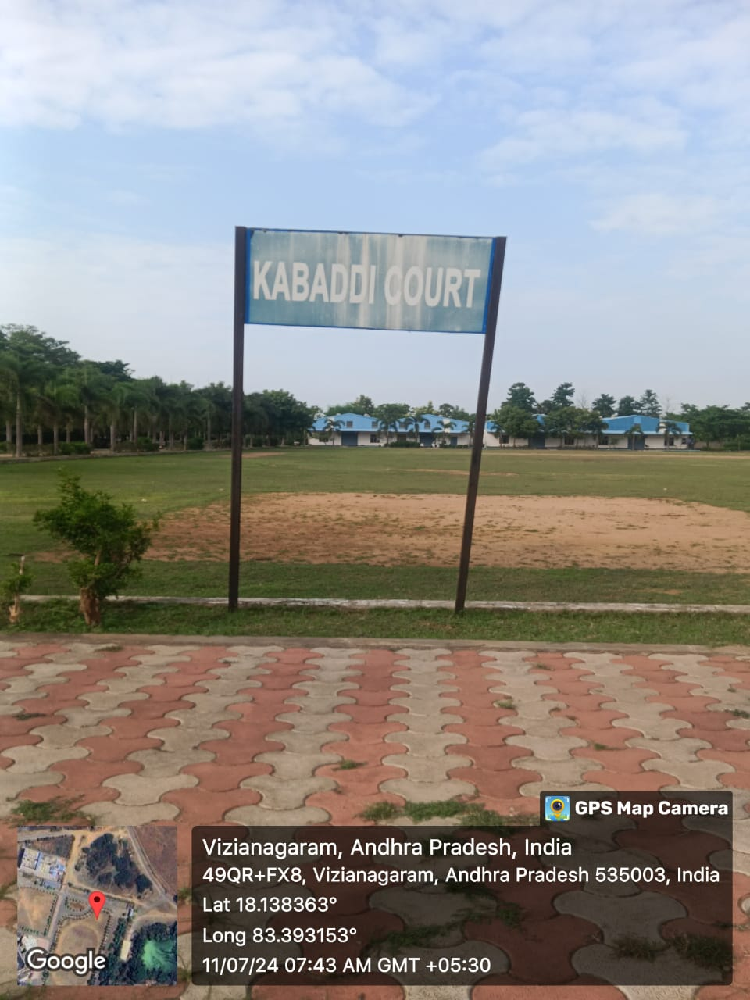 KABADDI COURT
GPS Map Camera
Vizianagaram, Andhra Pradesh, India
49QR+FX8, Vizianagaram, Andhra Pradesh 535003, India
Lat 18.138363°
Long 83.393153°
11/07/24 07:43 AM GMT +05:30
Google